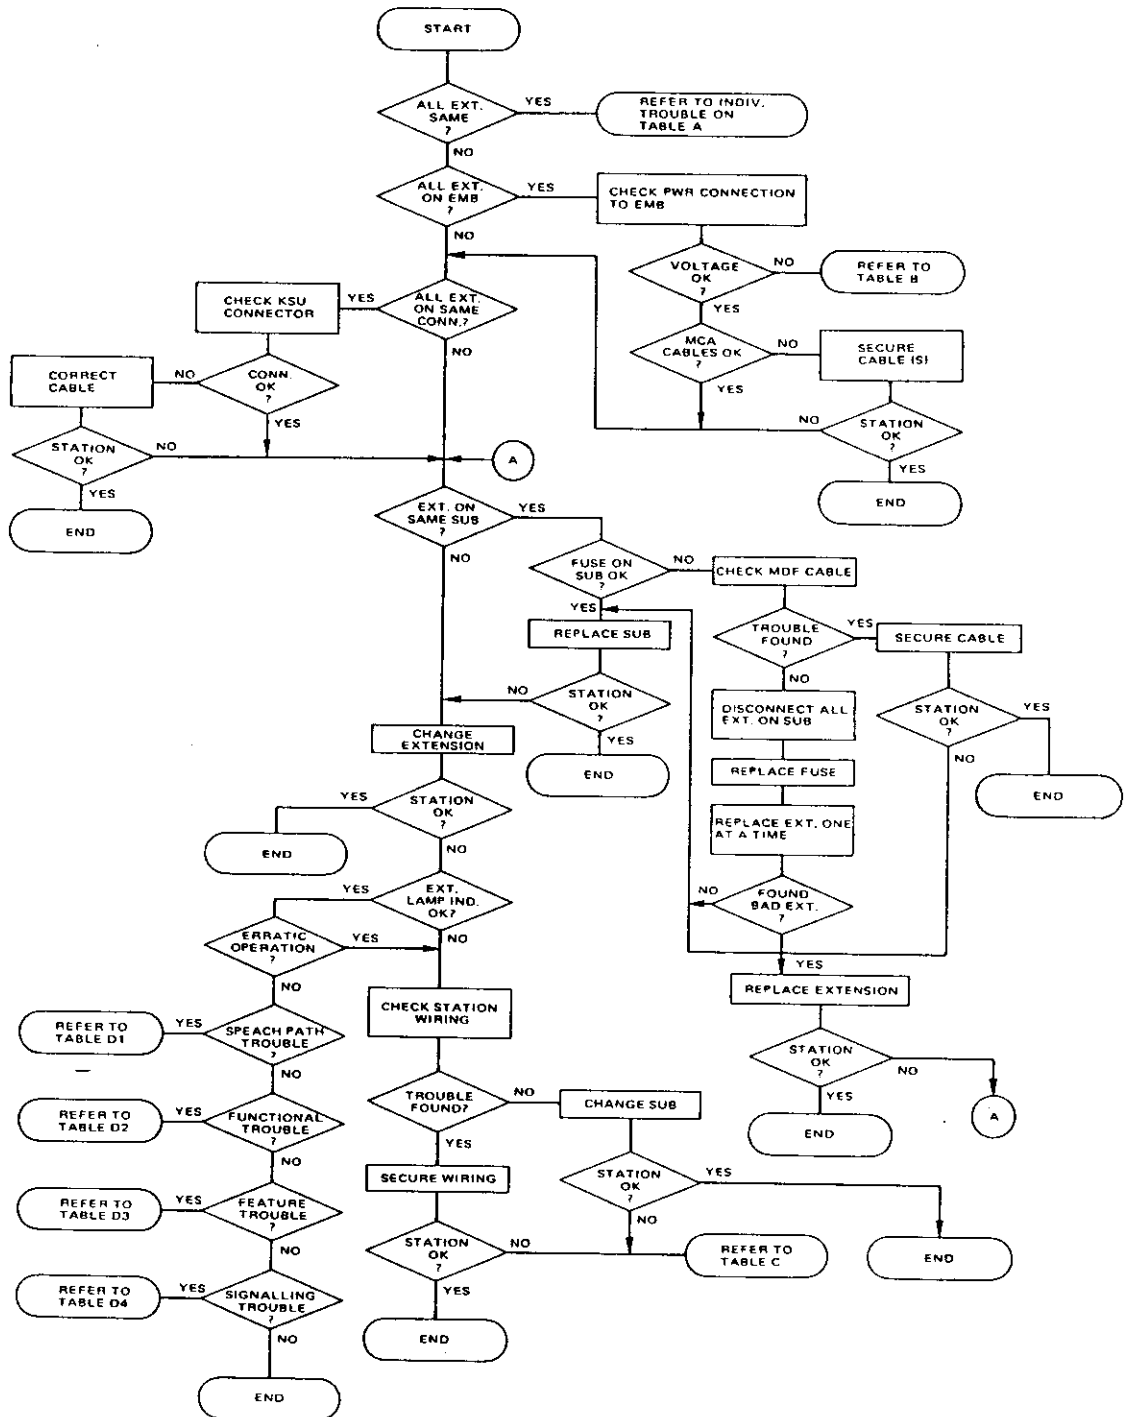 START
ALL EXT.
SAME
?
YES
REFER TO INDIV.
TROUBLE ON
TABLE A
NO
ALL EXT.
ON EMB
?
YES
CHECK PWR CONNECTION
TO EMB
NO
VOLTAGE
OK
?
NO
REFER TO
TABLE B
YES
ALL EXT.
ON SAME
CONN.?
YES
CHECK KSU
CONNECTOR
NO
MCA
CABLES OK
?
NO
SECURE
CABLE (S)
YES
CONN.
OK
?
NO
CORRECT
CABLE
YES
STATION
OK
?
NO
YES
END
STATION
OK
?
NO
YES
END
A
EXT. ON
SAME SUB
?
YES
NO
FUSE ON
SUB OK
?
NO
CHECK MDF CABLE
YES
REPLACE SUB
TROUBLE
FOUND
?
YES
SECURE CABLE
NO
STATION
OK
?
NO
YES
END
DISCONNECT ALL
EXT. ON SUB
STATION
OK
?
YES
NO
END
REPLACE FUSE
REPLACE EXT. ONE
AT A TIME
FOUND
BAD EXT.
?
NO
YES
REPLACE EXTENSION
STATION
OK
?
NO
YES
END
A
CHANGE
EXTENSION
STATION
OK
?
YES
END
NO
EXT.
LAMP IND.
OK?
YES
NO
ERRATIC
OPERATION
?
YES
NO
CHECK STATION
WIRING
SPEACH PATH
TROUBLE
?
YES
REFER TO
TABLE D1
NO
FUNCTIONAL
TROUBLE
?
YES
REFER TO
TABLE D2
NO
FEATURE
TROUBLE
?
YES
REFER TO
TABLE D3
NO
SIGNALLING
TROUBLE
?
YES
REFER TO
TABLE D4
NO
END
TROUBLE
FOUND?
NO
CHANGE SUB
YES
SECURE WIRING
STATION
OK
?
YES
END
NO
STATION
OK
?
NO
REFER TO
TABLE C
YES
END